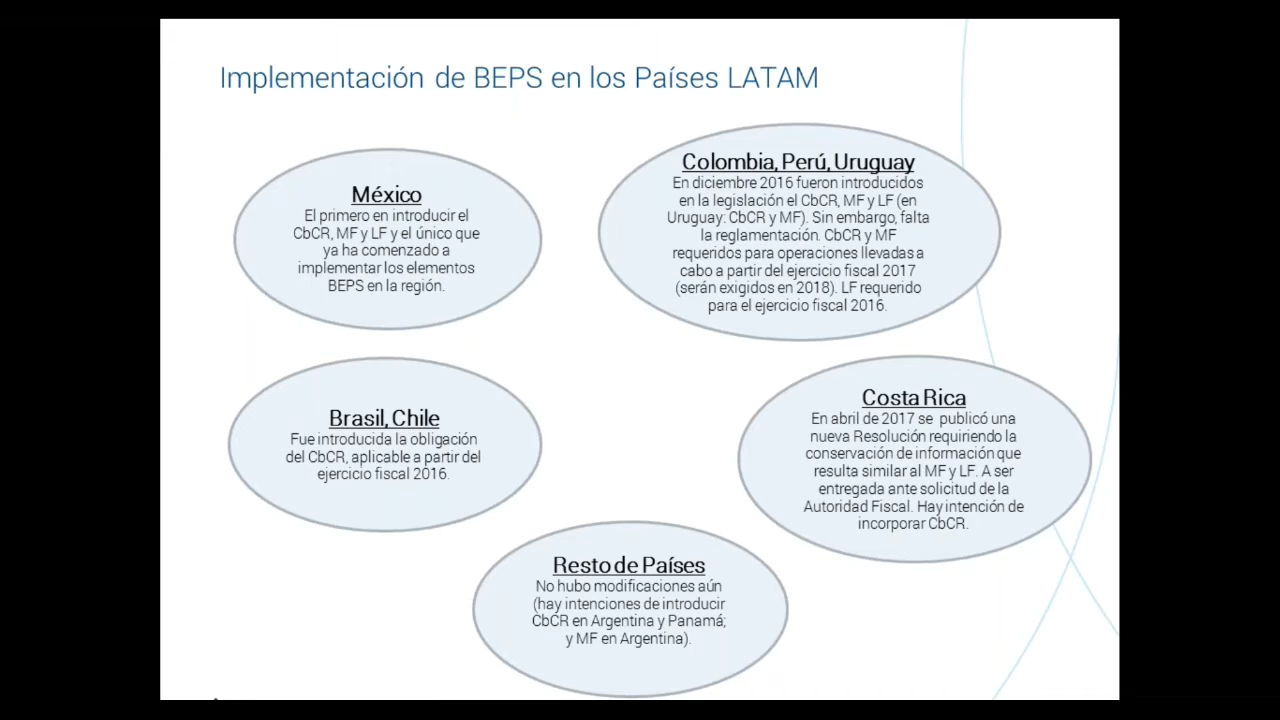 Implementación de BEPS en los Países LATAM
México
El primero en introducir el
CbCR, MF y LF y el único que
ya ha comenzado a
implementar los elementos
BEPS en la región.
Colombia, Perú, Uruguay
En diciembre 2016 fueron introducidos
en la legislación el CbCR, MF y LF (en
Uruguay: CbCR y MF). Sin embargo, falta
la reglamentación. CbCR y MF
requeridos para operaciones llevadas a
cabo a partir del ejercicio fiscal 2017
(serán exigidos en 2018). LF requerido
para el ejercicio fiscal 2016.
Brasil, Chile
Fue introducida la obligación
del CbCR, aplicable a partir del
ejercicio fiscal 2016.
Costa Rica
En abril de 2017 se publicó una
nueva Resolución requiriendo la
conservación de información que
resulta similar al MF y LF. A ser
entregada ante solicitud de la
Autoridad Fiscal. Hay intención de
incorporar CbCR.
Resto de Países
No hubo modificaciones aún
(hay intenciones de introducir
CbCR en Argentina y Panamá;
y MF en Argentina).